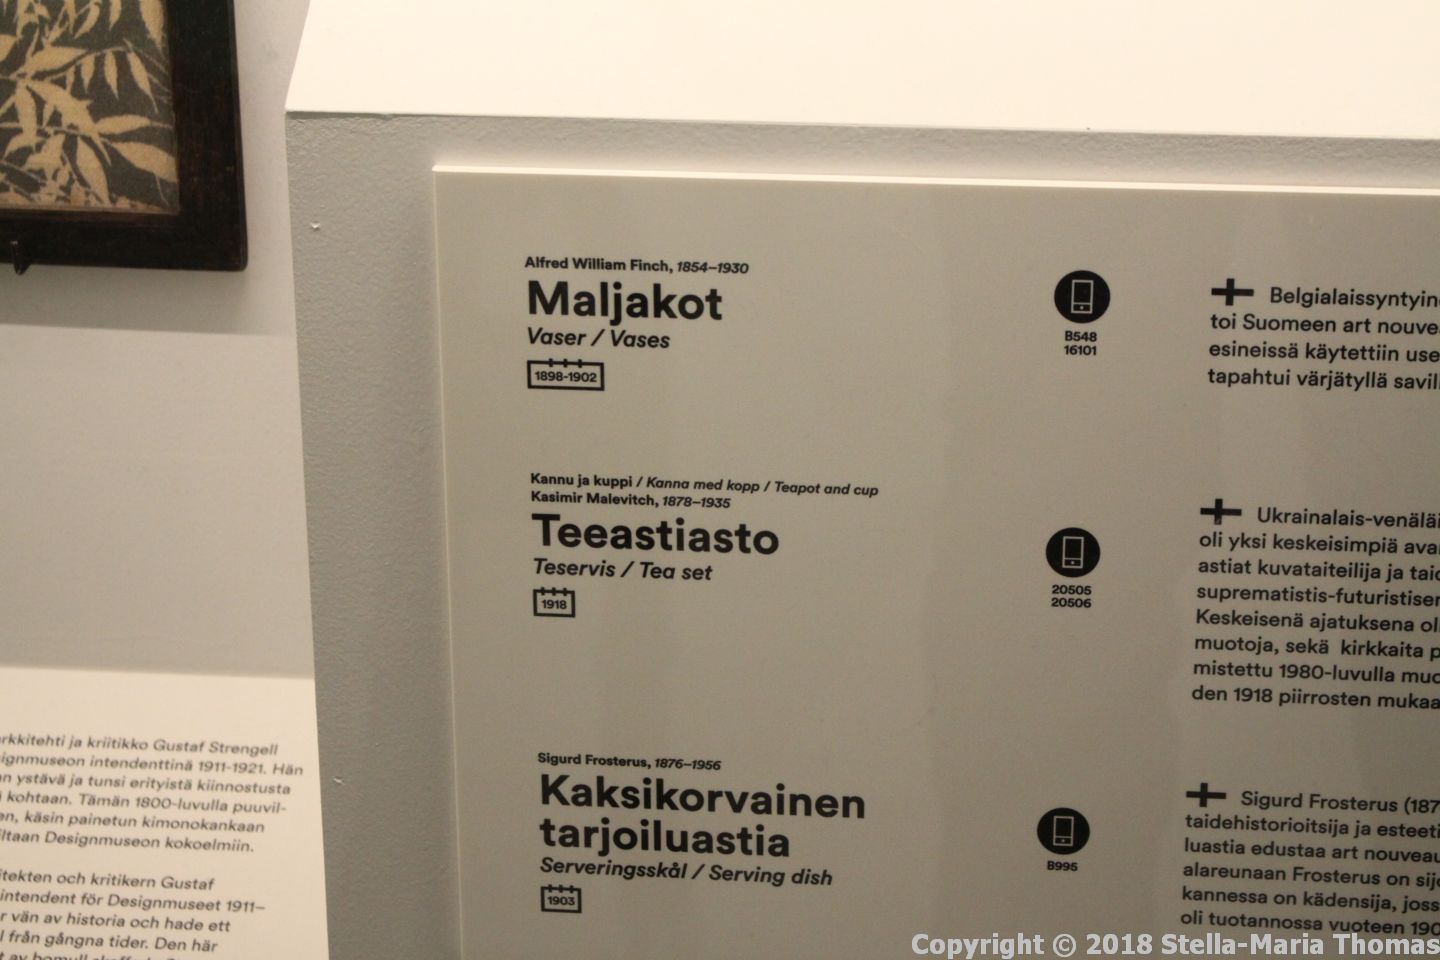 Alfred William Finch, 1854–1930
Maljakot
Vaser / Vases
1898-1902
B548
16101
Belgialaissyntyin
toi Suomeen art nouve
esineissä käytettiin use
tapahtui värjätyllä savil
Kannu ja kuppi / Kanna med kopp / Teapot and cup
Kasimir Malevitch, 1878–1935
Teeastiasto
Teservis / Tea set
1918
20505
20506
Ukrainalais-venäläi
oli yksi keskeisimpiä ava
astiat kuvataiteilija ja taid
suprematistis-futuristiser
Keskeisenä ajatuksena ol
muotoja, sekä kirkkaita p
mistettu 1980-luvulla muo
den 1918 piirrosten mukaa
Sigurd Frosterus, 1876–1956
Kaksikorvainen
tarjoiluastia
Serveringsskål / Serving dish
1903
B995
Sigurd Frosterus (187
taidehistorioitsija ja esteeti
luastia edustaa art nouveau
alareunaan Frosterus on sijo
kannessa on kädensija, joss
oli tuotannossa vuoteen 190
rkkitehti ja kriitikko Gustaf Strengell
ignmuseon intendenttinä 1911-1921. Hän
n ystävä ja tunsi erityistä kiinnostusta
kohtaan. Tämän 1800-luvulla puuvil-
en, käsin painetun kimonokankaan
iltaan Designmuseon kokoelmiin.
itekten och kritikern Gustaf
intendent för Designmuseet 1911–
r vän av historia och hade ett
l från gångna tider. Den här
t av bomull
Copyright © 2018 Stella-Maria Thomas